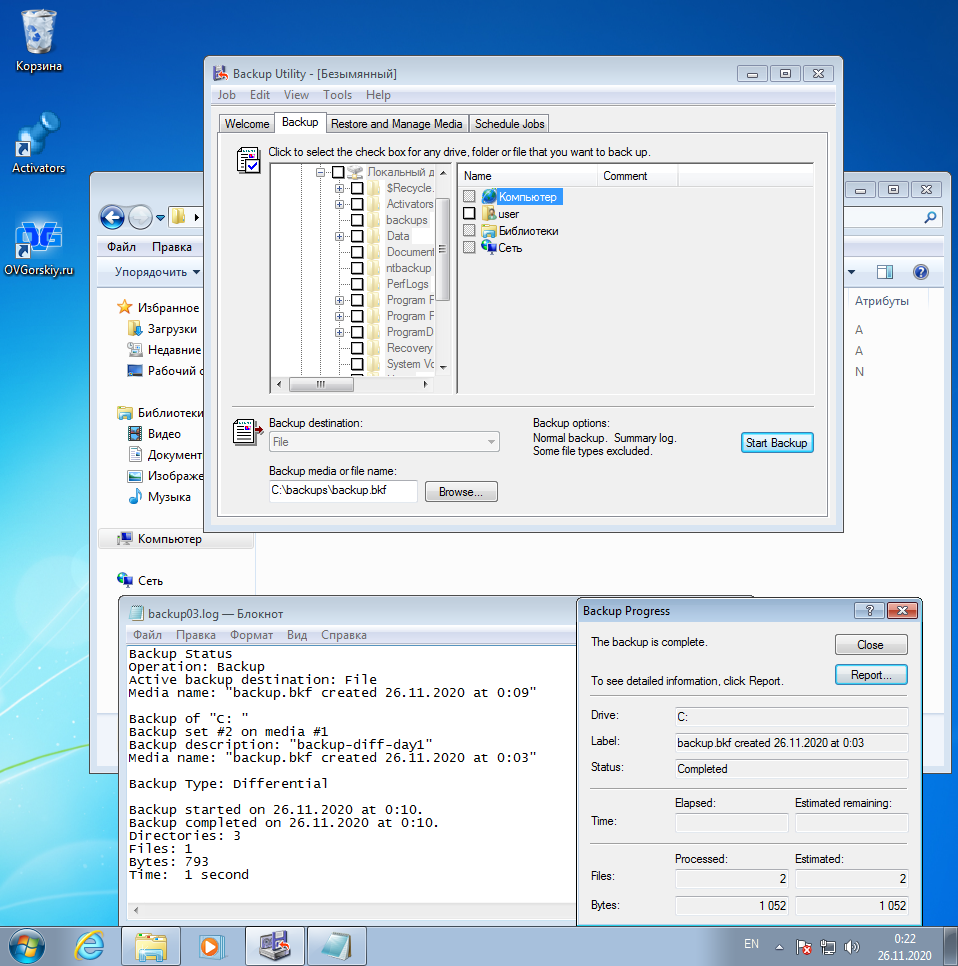 Корзина
Activators
OVGorskiy.ru
Backup Utility - [Безымянный]
Job Edit View Tools Help
Welcome Backup Restore and Manage Media Schedule Jobs
Click to select the check box for any drive, folder or file that you want to back up.
Локальный д
$Recycle.
Activators
backups
Data
Document
ntbackup
PerfLogs
Program F
Program F
ProgramD
Recovery
System Vo
Name Comment
Компьютер
user
Библиотеки
Сеть
Backup destination:
File
Backup media or file name:
C:\backups\backup.bkf
Browse...
Backup options:
Normal backup. Summary log.
Some file types excluded.
Start Backup
Файл Правка
Упорядочить
Избранное
Загрузки
Недавние
Рабочий с
Библиотеки
Видео
Документ
Изображе
Музыка
Компьютер
Сеть
Атрибуты
A
A
N
backup03.log — Блокнот
Файл Правка Формат Вид Справка
Backup Status
Operation: Backup
Active backup destination: File
Media name: "backup.bkf created 26.11.2020 at 0:09"
Backup of "C: "
Backup set #2 on media #1
Backup description: "backup-diff-day1"
Media name: "backup.bkf created 26.11.2020 at 0:03"
Backup Type: Differential
Backup started on 26.11.2020 at 0:10.
Backup completed on 26.11.2020 at 0:10.
Directories: 3
Files: 1
Bytes: 793
Time: 1 second
Backup Progress
The backup is complete.
Close
To see detailed information, click Report.
Report...
Drive: C:
Label: backup.bkf created 26.11.2020 at 0:03
Status: Completed
Elapsed: Estimated remaining:
Time:
Processed: Estimated:
Files: 2 2
Bytes: 1 052 1 052
EN
0:22
26.11.2020